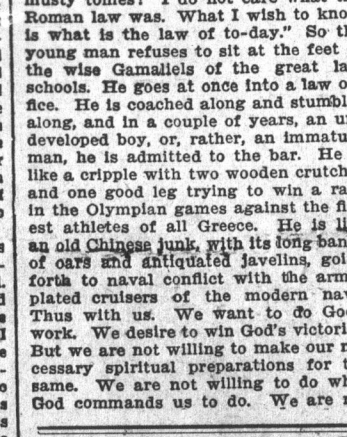 musty tomes? I do not care what
Roman law was. What I wish to kno
is what is the law of to-day." So th
young man refuses to sit at the feet
the wise Gamaliels of the great la
schools. He goes at once into a law o
fice. He is coached along and stumbl
along, and in a couple of years, an u
developed boy, or, rather, an immatu
man, he is admitted to the bar. He
like a cripple with two wooden crutch
and one good leg trying to win a ra
in the Olympian games against the fi
est athletes of all Greece. He is li
an old Chinese junk, with its long ban
of oars and antiquated javelins, goi
forth to naval conflict with the arm
plated cruisers of the modern nav
Thus with us. We want to do Go
work. We desire to win God's victori
But we are not willing to make our n
cessary spiritual preparations for t
same. We are not willing to do wh
God commands us to do. We are n